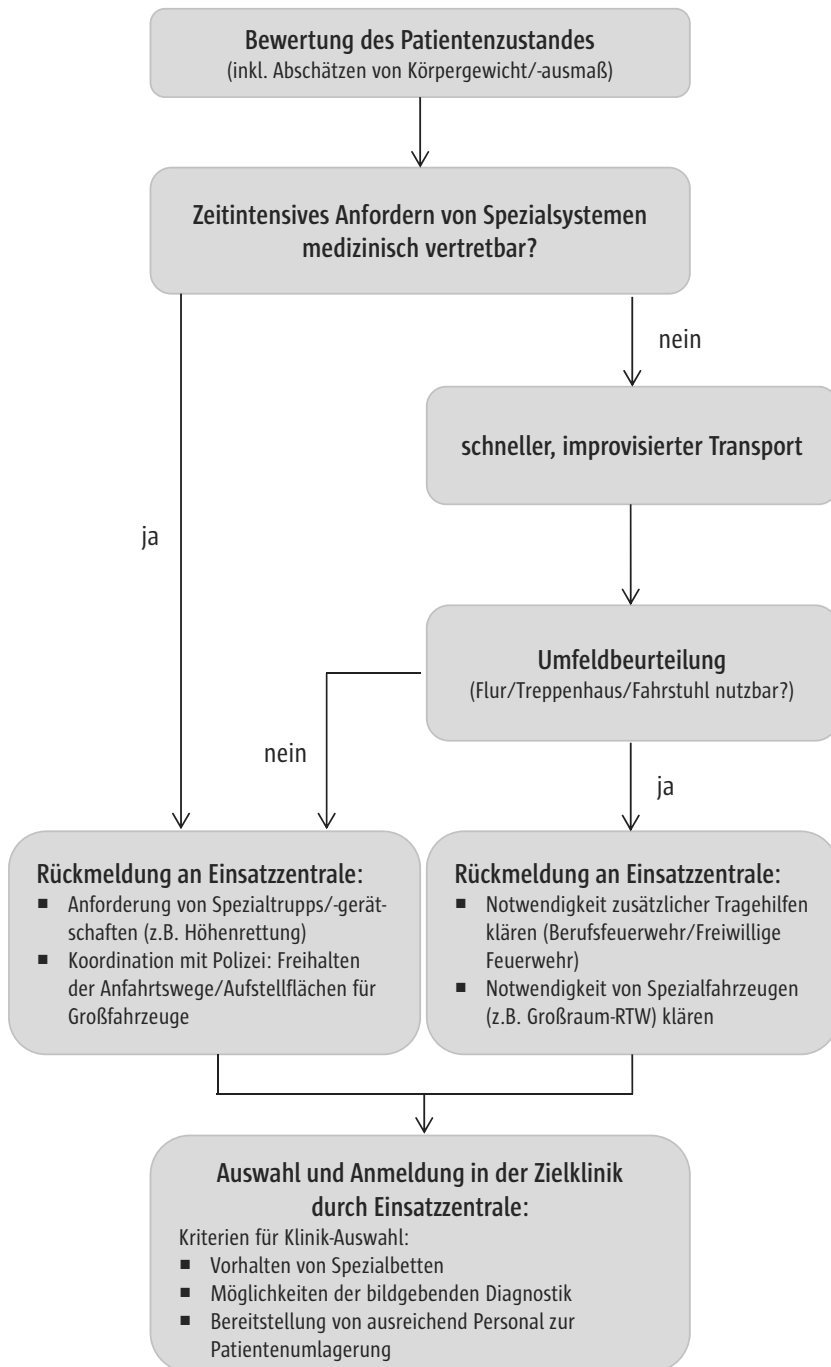 Bewertung des Patientenzustandes
(inkl. Abschätzen von Körpergewicht/-ausmaß)
Zeitintensives Anfordern von Spezialsystemen
medizinisch vertretbar?
nein
schneller, improvisierter Transport
ja
Umfeldbeurteilung
(Flur/Treppenhaus/Fahrstuhl nutzbar?)
nein
ja
Rückmeldung an Einsatzzentrale:
■ Anforderung von Spezialtrupps/-gerät-
schaften (z.B. Höhenrettung)
■ Koordination mit Polizei: Freihalten
der Anfahrtswege/Aufstellflächen für
Großfahrzeuge
Rückmeldung an Einsatzzentrale:
■ Notwendigkeit zusätzlicher Tragehilfen
klären (Berufsfeuerwehr/Freiwillige
Feuerwehr)
■ Notwendigkeit von Spezialfahrzeugen
(z.B. Großraum-RTW) klären
Auswahl und Anmeldung in der Zielklinik
durch Einsatzzentrale:
Kriterien für Klinik-Auswahl:
■ Vorhalten von Spezialbetten
■ Möglichkeiten der bildgebenden Diagnostik
■ Bereitstellung von ausreichend Personal zur
Patientenumlagerung